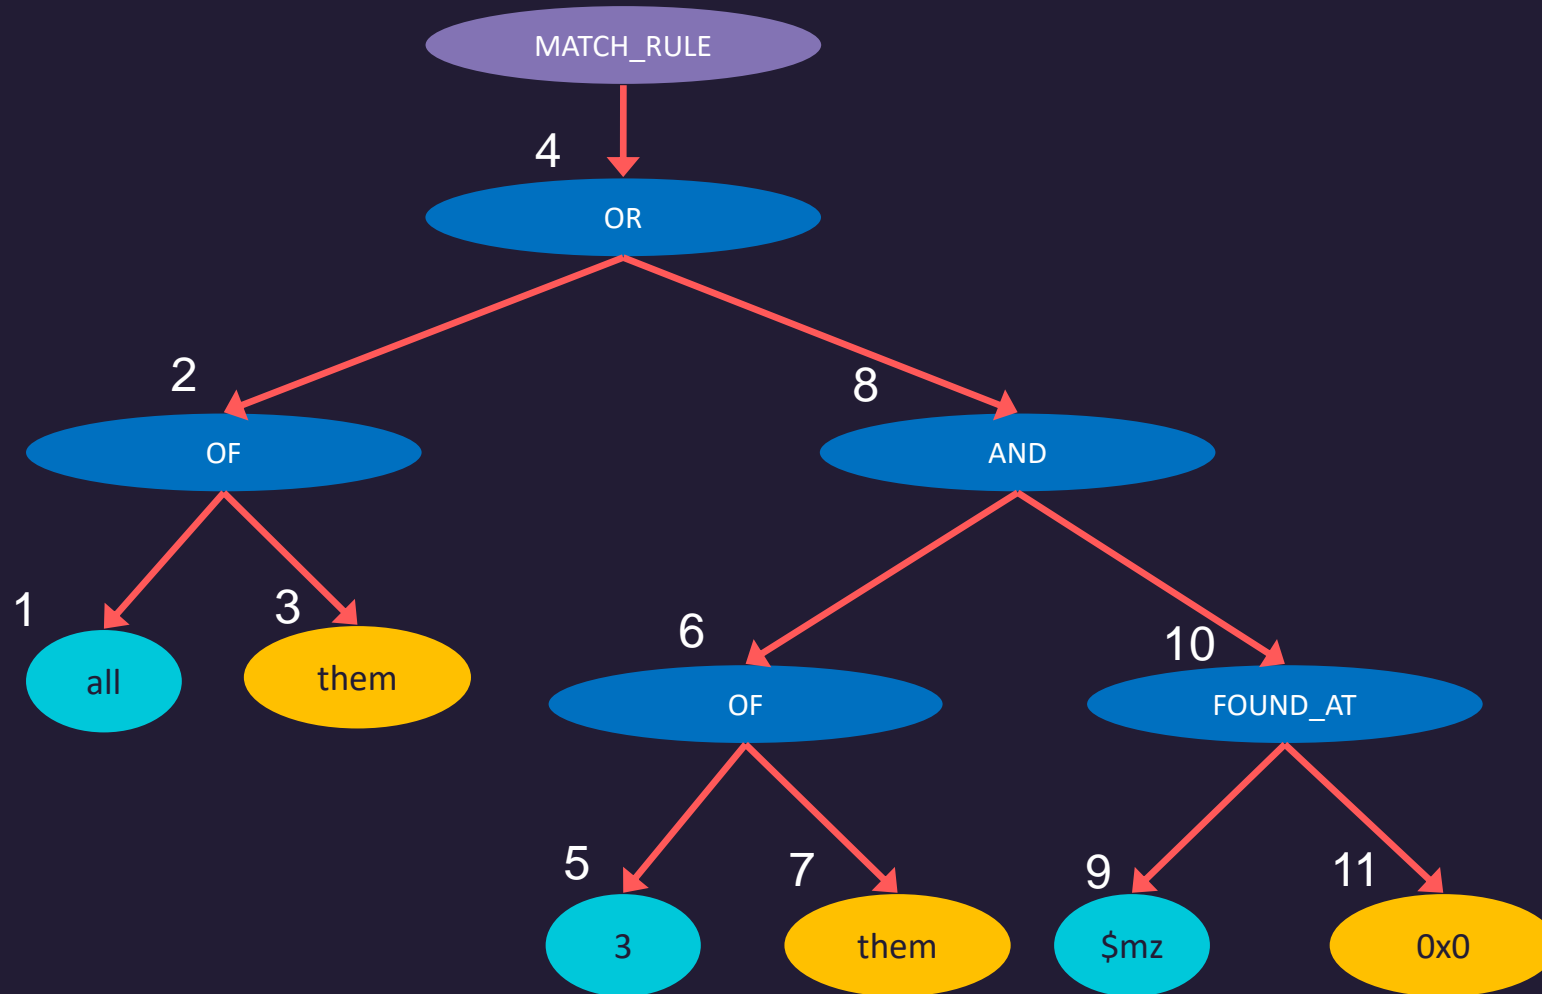 MATCH_RULE
4
OR
2
8
OF
AND
1
3
6
10
all
them
OF
FOUND_AT
5
7
9
11
3
them
$mz
0x0